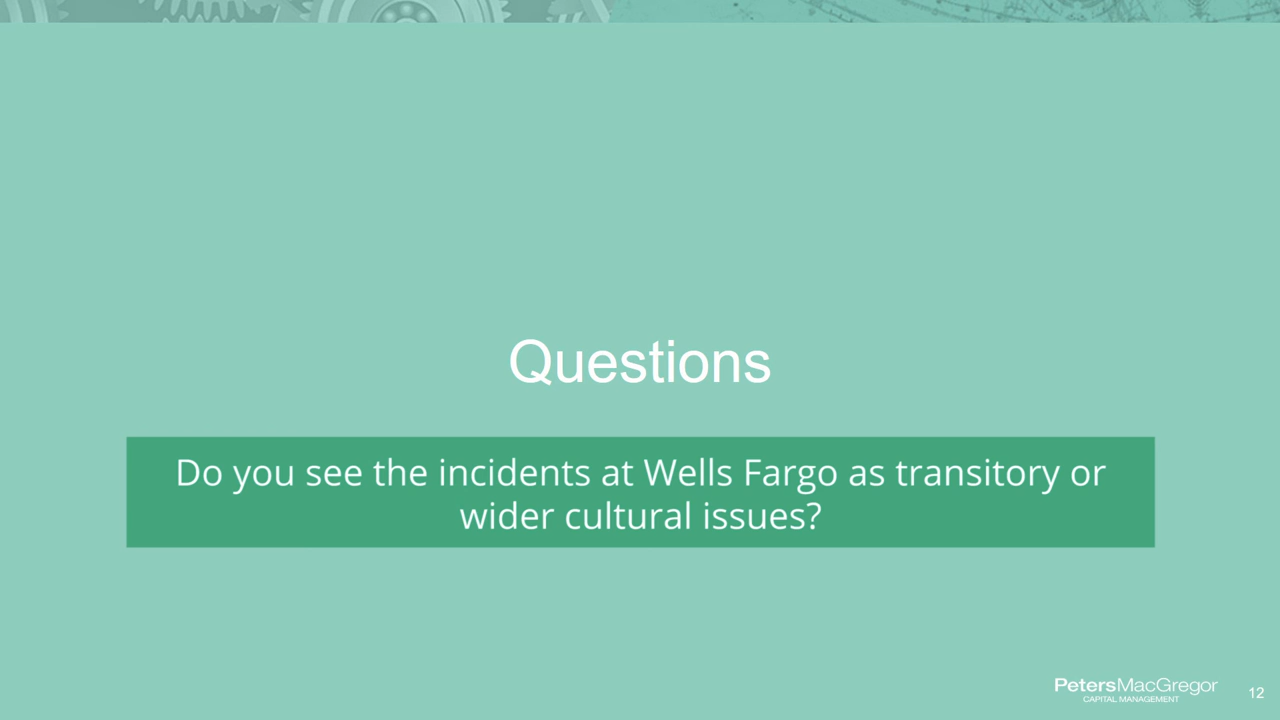 Questions
Do you see the incidents at Wells Fargo as transitory or
wider cultural issues?
PetersMacGregor
CAPITAL MANAGEMENT
12